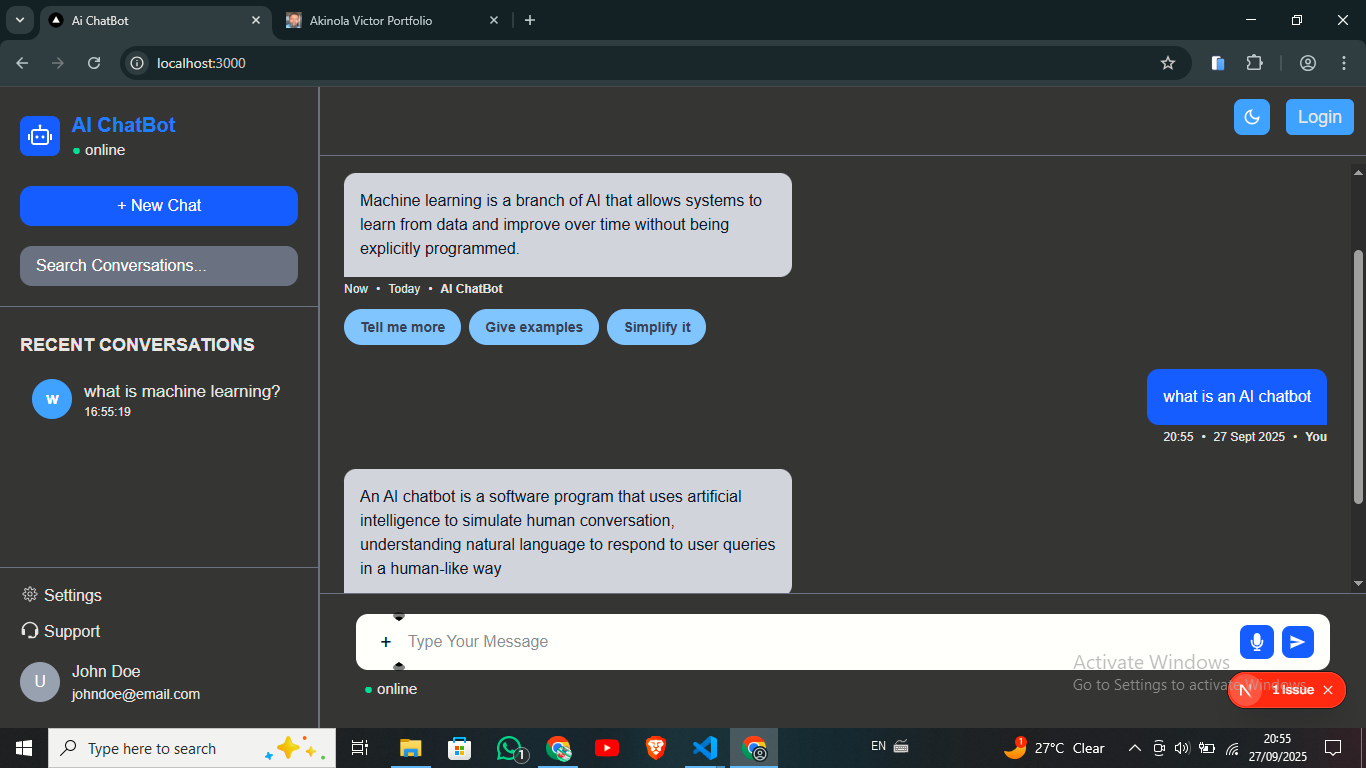 Ai ChatBot
Akinola Victor Portfolio
localhost:3000
AI ChatBot
online
+ New Chat
Search Conversations...
RECENT CONVERSATIONS
w
what is machine learning?
16:55:19
Settings
Support
U
John Doe
johndoe@email.com
Login
Machine learning is a branch of AI that allows systems to
learn from data and improve over time without being
explicitly programmed.
Now • Today • AI ChatBot
Tell me more
Give examples
Simplify it
what is an AI chatbot
20:55 • 27 Sept 2025 • You
An AI chatbot is a software program that uses artificial
intelligence to simulate human conversation,
understanding natural language to respond to user queries
in a human-like way
+ Type Your Message
online
Activate Windows
Go to Settings to activate Windows.
N 1 Issue
Type here to search
1
EN
1
27°C Clear
20:55
27/09/2025